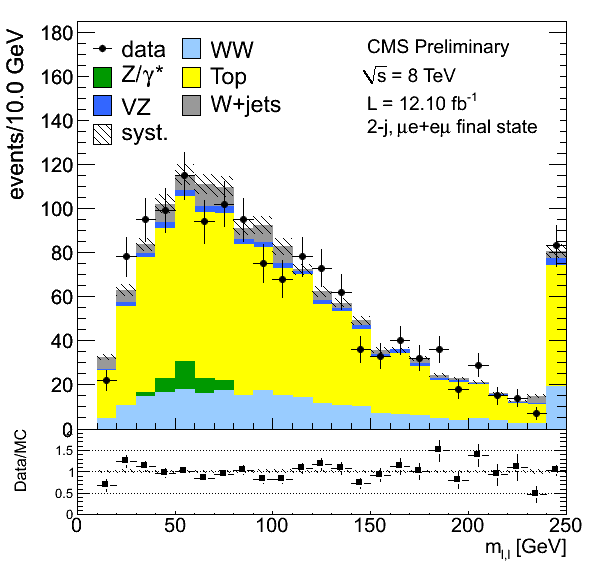 events/10.0 GeV
180
160
140
120
100
80
60
40
20
0
data
Z/γ*
VZ
syst.
WW
Top
W+jets
CMS Preliminary
√s = 8 TeV
L = 12.10 fb⁻¹
2-j, μe+eμ final state
Data/MC
1.5
1
0.5
0
0 50 100 150 200 250
m_{l,l} [GeV]